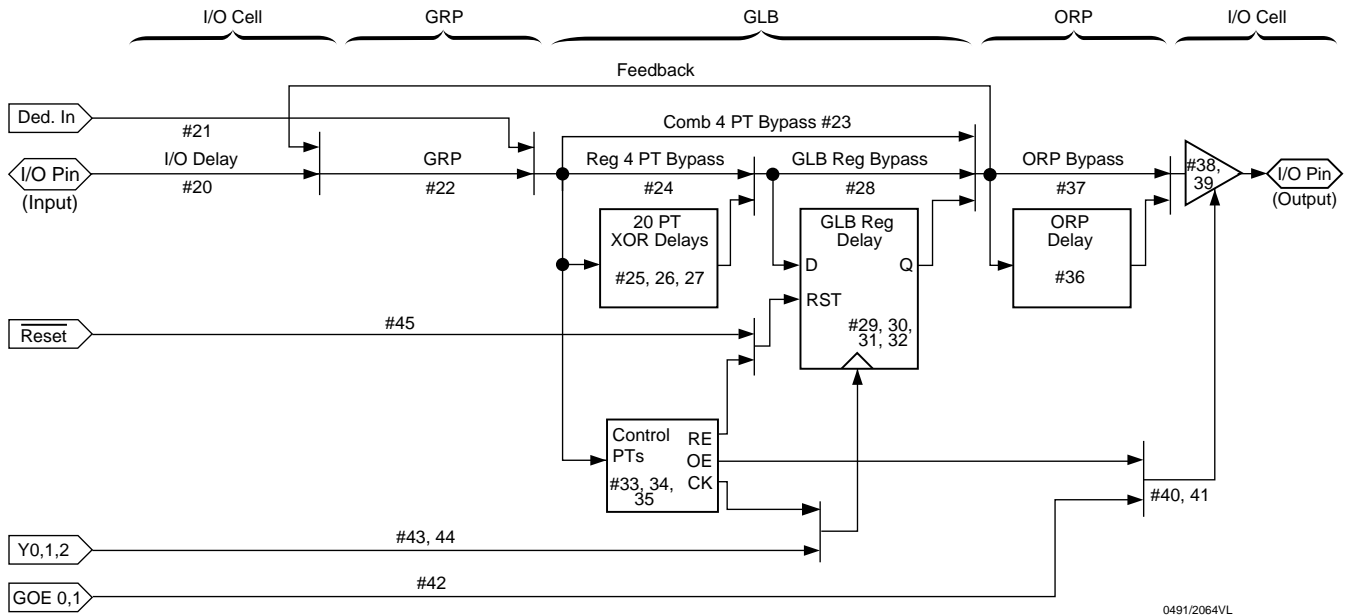 I/O Cell
GRP
GLB
ORP
I/O Cell
Feedback
Ded. In
#21
Comb 4 PT Bypass #23
I/O Pin
(Input)
I/O Delay
#20
GRP
#22
Reg 4 PT Bypass
#24
GLB Reg Bypass
#28
ORP Bypass
#37
#38,
39
I/O Pin
(Output)
20 PT
XOR Delays
#25, 26, 27
GLB Reg
Delay
D
Q
RST
#29, 30,
31, 32
ORP
Delay
#36
Reset
#45
Control
PTs
RE
OE
CK
#33, 34,
35
#40, 41
Y0,1,2
#43, 44
GOE 0,1
#42
0491/2064VL